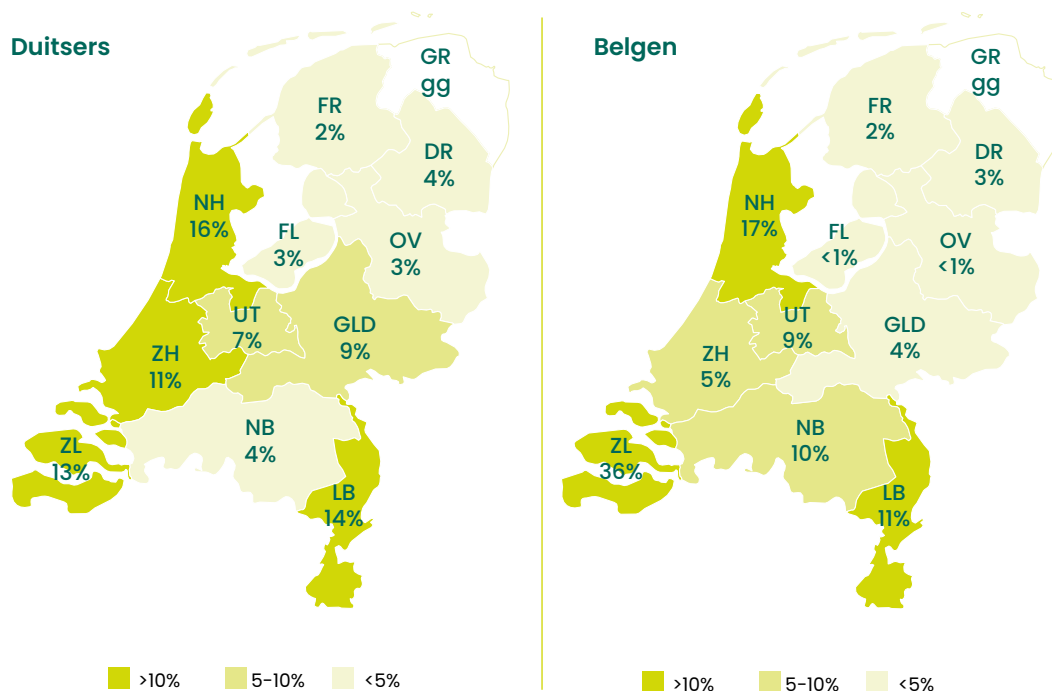 Duitsers
GR
gg
FR
2%
DR
4%
NH
16%
FL
3%
OV
3%
UT
7%
GLD
9%
ZH
11%
NB
4%
ZL
13%
LB
14%
>10%
5-10%
<5%
Belgen
GR
gg
FR
2%
DR
3%
NH
17%
FL
<1%
OV
<1%
UT
9%
GLD
4%
ZH
5%
NB
10%
ZL
36%
LB
11%
>10%
5-10%
<5%